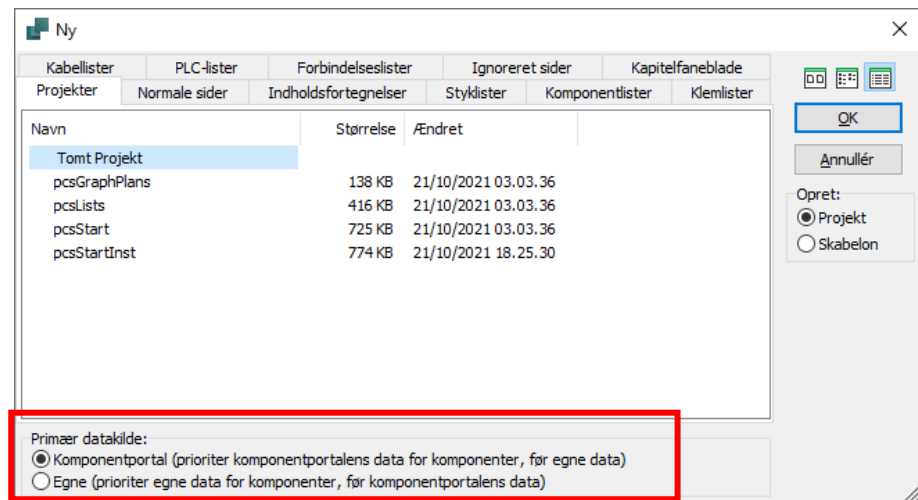 Ny
Kabellister PLC-lister Forbindelseslister Ignoreret sider Kapitelfaneblade
Projekter Normale sider Indholdsfortegnelser Styklister Komponentlister Klemlister
Navn Størrelse Ændret
Tomt Projekt
pcsGraphPlans 138 KB 21/10/2021 03.03.36
pcsLists 416 KB 21/10/2021 03.03.36
pcsStart 725 KB 21/10/2021 03.03.36
pcsStartInst 774 KB 21/10/2021 18.25.30
OK
Annullér
Opret:
Projekt
Skabelon
Primær datakilde:
Komponentportal (prioriter komponentportalens data for komponenter, før egne data)
Egne (prioriter egne data for komponenter, før komponentportalens data)